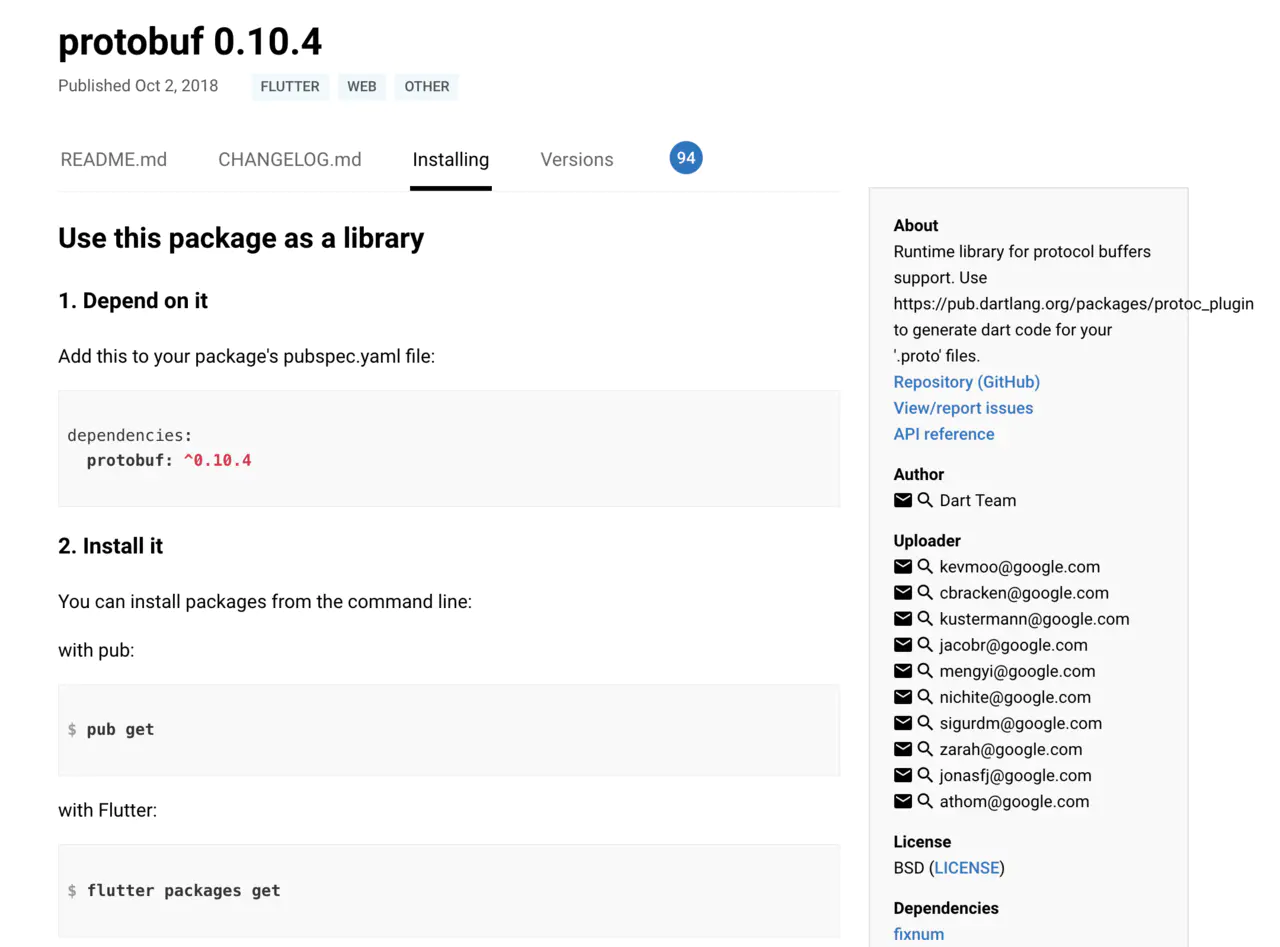 protobuf 0.10.4
Published Oct 2, 2018 FLUTTER WEB OTHER
README.md CHANGELOG.md Installing Versions 94
Use this package as a library
1. Depend on it
Add this to your package's pubspec.yaml file:
dependencies:
  protobuf: ^0.10.4
2. Install it
You can install packages from the command line:
with pub:
$ pub get
with Flutter:
$ flutter packages get
About
Runtime library for protocol buffers
support. Use
https://pub.dartlang.org/packages/protoc_plugin
to generate dart code for your
'.proto' files.
Repository (GitHub)
View/report issues
API reference
Author
Dart Team
Uploader
kevmoo@google.com
cbracken@google.com
kustermann@google.com
jacobr@google.com
mengyi@google.com
nichite@google.com
sigurdm@google.com
zarah@google.com
jonasfj@google.com
athom@google.com
License
BSD (LICENSE)
Dependencies
fixnum